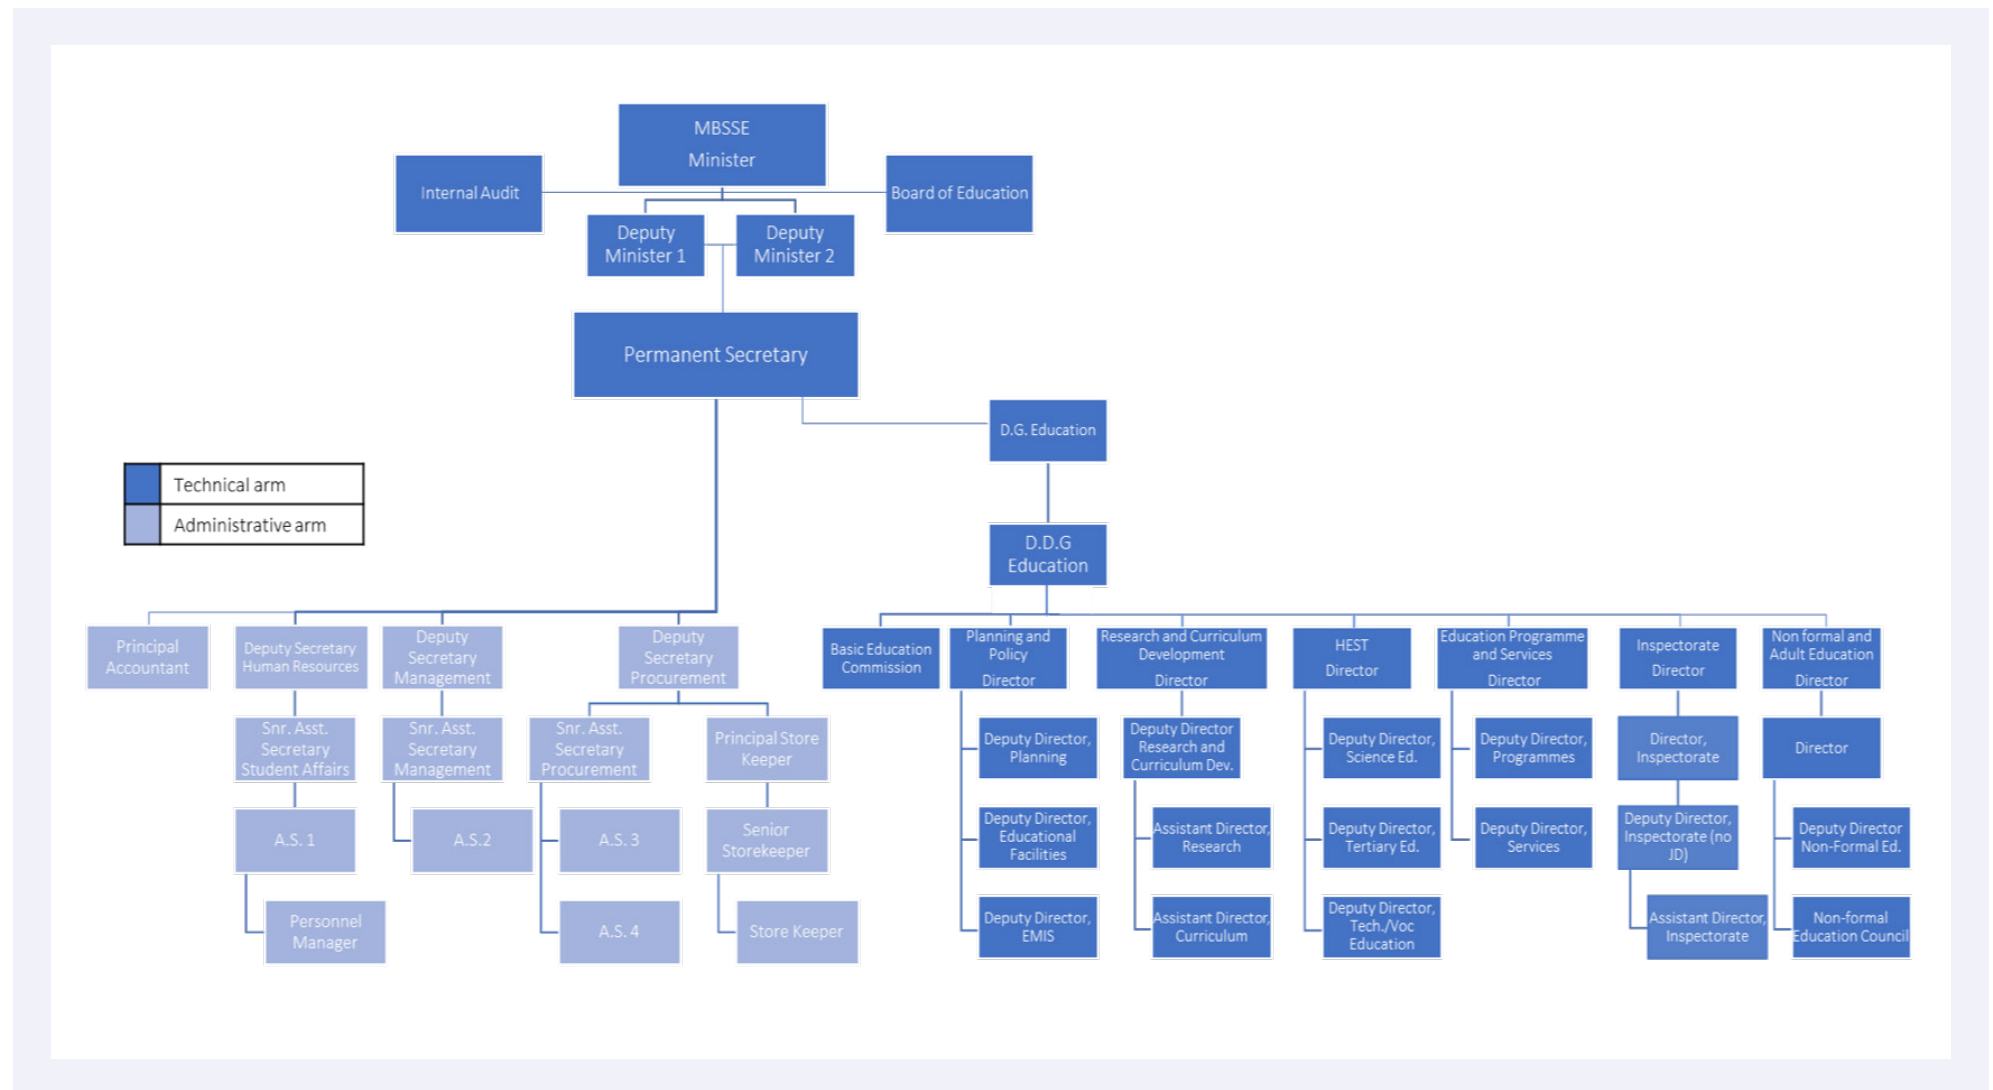 MBSSE
Minister
Internal Audit
Board of Education
Deputy
Minister 1
Deputy
Minister 2
Permanent Secretary
D.G. Education
Technical arm
Administrative arm
D.D.G
Education
Principal
Accountant
Deputy Secretary
Human Resources
Deputy
Secretary
Management
Deputy
Secretary
Procurement
Basic Education
Commission
Planning and
Policy
Director
Research and Curriculum
Development
Director
HEST
Director
Education Programme
and Services
Director
Inspectorate
Director
Non formal and
Adult Education
Director
Snr. Asst.
Secretary
Student Affairs
Snr. Asst.
Secretary
Management
Snr. Asst.
Secretary
Procurement
Principal Store
Keeper
Deputy Director,
Planning
Deputy Director
Research and
Curriculum Dev.
Deputy Director,
Science Ed.
Deputy Director,
Programmes
Director,
Inspectorate
Director
A.S. 1
A.S.2
A.S. 3
Senior
Storekeeper
Deputy Director,
Educational
Facilities
Assistant Director,
Research
Deputy Director,
Tertiary Ed.
Deputy Director,
Services
Deputy Director,
Inspectorate (no
JD)
Deputy Director
Non-Formal Ed.
Personnel
Manager
A.S. 4
Store Keeper
Deputy Director,
EMIS
Assistant Director,
Curriculum
Deputy Director,
Tech./Voc
Education
Assistant Director,
Inspectorate
Non-formal
Education Council